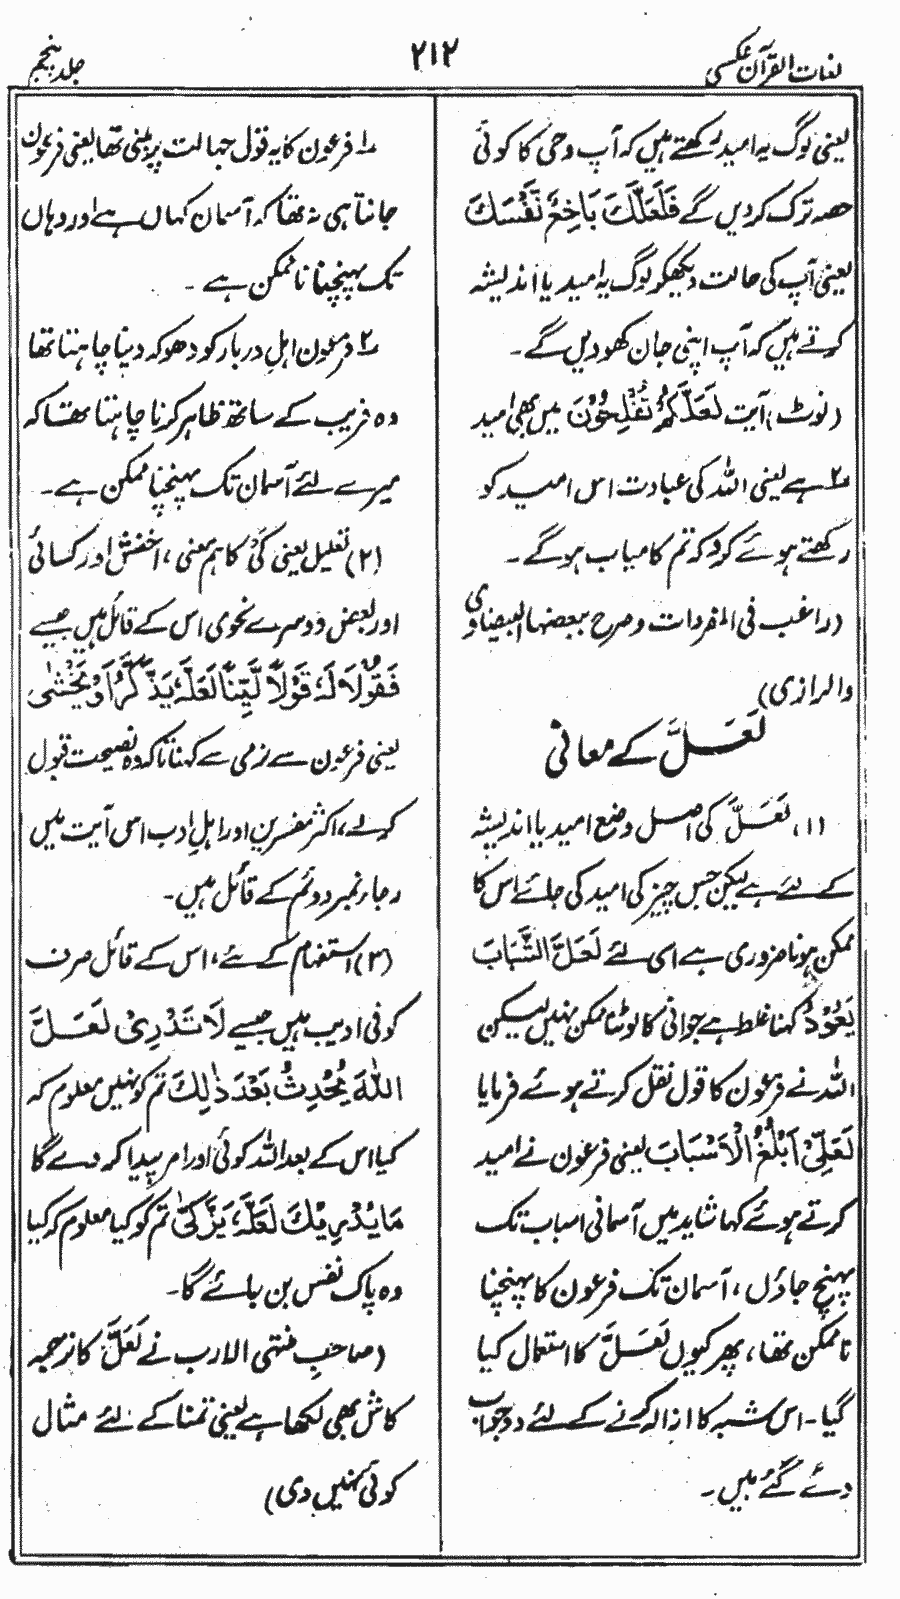 لغات القرآن عکسی
۲۱۲
جلد پنجم
یعنی لوگ یہ امید رکھتے ہیں کہ آپ وحی کا کوئی
حصہ ترک کردیں گے فَلَعَلَّكَ بَاخِعٌ نَفْسَكَ
یعنی آپ کی حالت دیکھکر لوگ یہ امید یا اندیشہ
کرتے ہیں کہ آپ اپنی جان کھودیں گے۔
(نوٹ) آیت لَعَلَّكُمْ تُفْلِحُوْنَ میں بھی امید
۲ ہے یعنی اللہ کی عبادت اس امید کو
رکھتے ہوئے کرو کہ تم کامیاب ہوگے۔
(راغب فی المفردات وصرح ببعضہا البیضاوی
والرازی)
لَعَلَّ کے معانی
(۱) لَعَلَّ کی اصل وضع امید یا اندیشہ
کے لئے ہے لیکن جس چیز کی امید کی جائے اس کا
ممکن ہونا ضروری ہے اسی لئے لَعَلَّ الشَّبَابَ
يَعُوْدُ کہنا غلط ہے جوانی کا لوٹنا ممکن نہیں لیکن
اللہ نے فرعون کا قول نقل کرتے ہوئے فرمایا
لَعَلِّيْ اَبْلُغُ الْاَسْبَابَ یعنی فرعون نے امید
کرتے ہوئے کہا شاید میں آسمانی اسباب تک
پہنچ جاؤں، آسمان تک فرعون کا پہنچنا
ناممکن تھا، پھر کیوں لَعَلَّ کا استعمال کیا
گیا۔ اس شبہ کا ازالہ کرنے کے لئے دو جواب
دئے گئے ہیں۔
۱ فرعون کا یہ قول جہالت پر مبنی تھا یعنی فرعون
جانتا ہی نہ تھا کہ آسمان کہاں ہے اور وہاں
تک پہنچنا ناممکن ہے۔
۲ فرعون اہلِ دربار کو دھوکہ دینا چاہتا تھا
وہ فریب کے ساتھ ظاہر کرنا چاہتا تھا کہ
میرے لئے آسمان تک پہنچنا ممکن ہے۔
(۲) تعلیل یعنی کَیْ کا ہم معنی، اخفش اور کسائی
اور بعض دوسرے نحوی اس کے قائل ہیں جیسے
فَقُوْلَا لَهٗ قَوْلًا لَّيِّنًا لَعَلَّهٗ يَذَّكَّرُ اَوْ يَخْشٰى
یعنی فرعون سے نرمی سے کہنا تاکہ وہ نصیحت قبول
کرلے، اکثر مفسرین اور اہلِ ادب اس آیت میں
رجاء نمبر دوئم کے قائل ہیں۔
(۳) استفہام کے لئے، اس کے قائل صرف
کوفی ادیب ہیں جیسے لَا تَدْرِيْ لَعَلَّ
اللّٰهَ يُحْدِثُ بَعْدَ ذٰلِكَ تم کو نہیں معلوم کہ
کیا اس کے بعد اللہ کوئی اور امر پیدا کردے گا
مَا يُدْرِيْكَ لَعَلَّهٗ يَزَّكّٰى تم کو کیا معلوم کہ کیا
وہ پاک نفس بن جائے گا۔
(صاحبِ منتہی الارب نے لَعَلَّ کا ترجمہ
کاش بھی لکھا ہے یعنی تمنا کے لئے مثال
کوئی نہیں دی)